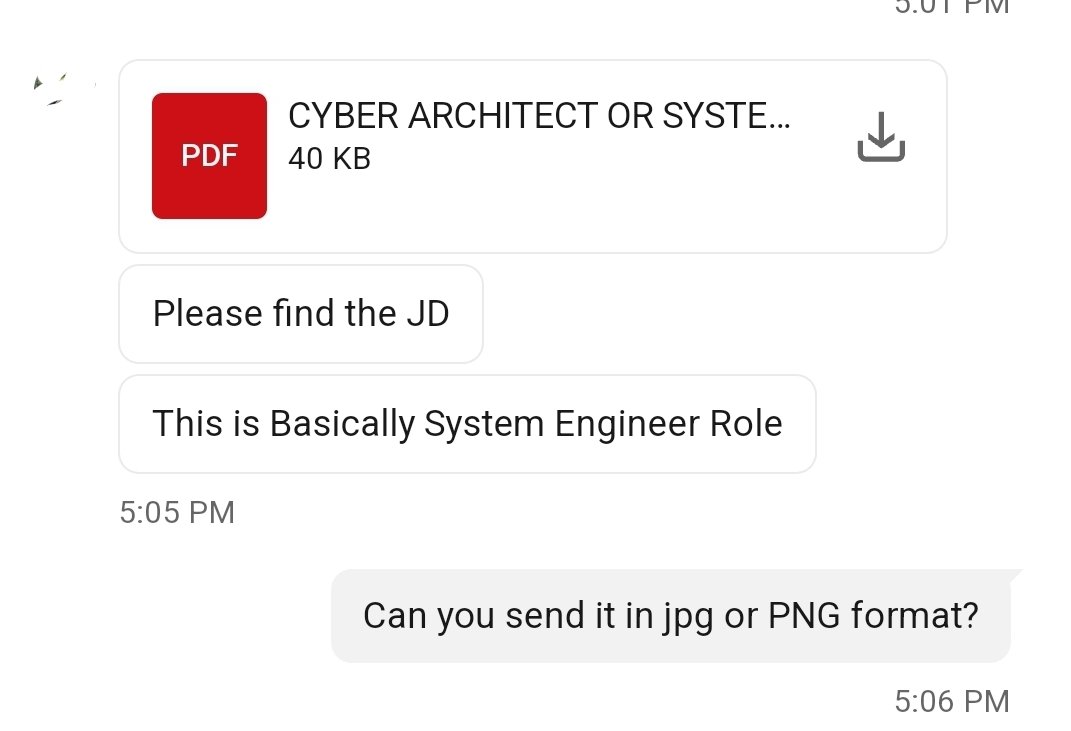 5:01 PM
PDF
CYBER ARCHITECT OR SYSTE...
40 KB
Please find the JD
This is Basically System Engineer Role
5:05 PM
Can you send it in jpg or PNG format?
5:06 PM